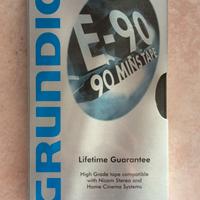 GRUNDIG
E-90
90 MINS TAPE
Lifetime Guarantee
High Grade tape compatible
with Nicam Stereo and
Home Cinema Systems